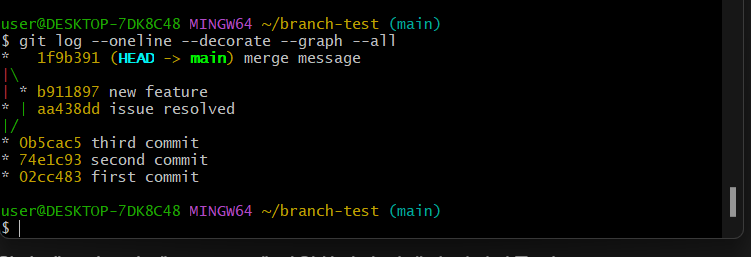 user@DESKTOP-7DK8C48 MINGW64 ~/branch-test (main)
$ git log --oneline --decorate --graph --all
*   1f9b391 (HEAD -> main) merge message
|\
| * b911897 new feature
* | aa438dd issue resolved
|/
* 0b5cac5 third commit
* 74e1c93 second commit
* 02cc483 first commit
user@DESKTOP-7DK8C48 MINGW64 ~/branch-test (main)
$